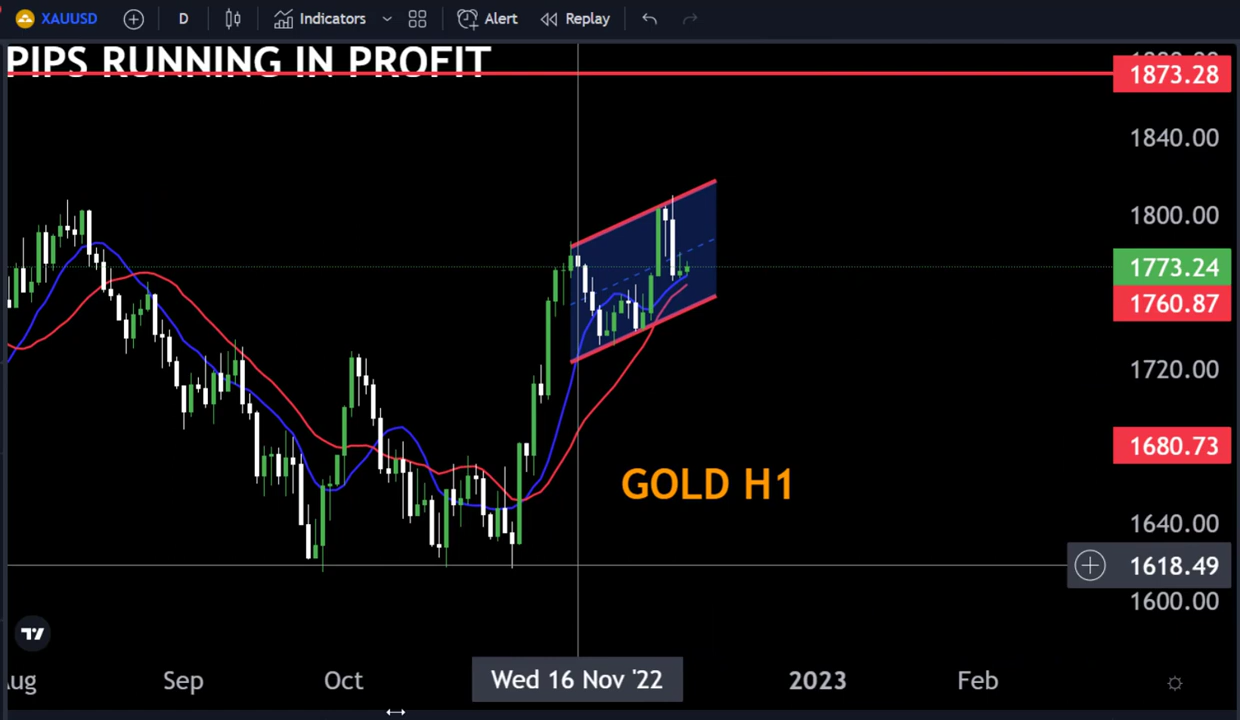 XAUUSD D Indicators Alert Replay
PIPS RUNNING IN PROFIT
1873.28
1840.00
1800.00
1773.24
1760.87
1720.00
1680.73
GOLD H1
1640.00
1618.49
1600.00
Sep Oct Wed 16 Nov '22 2023 Feb